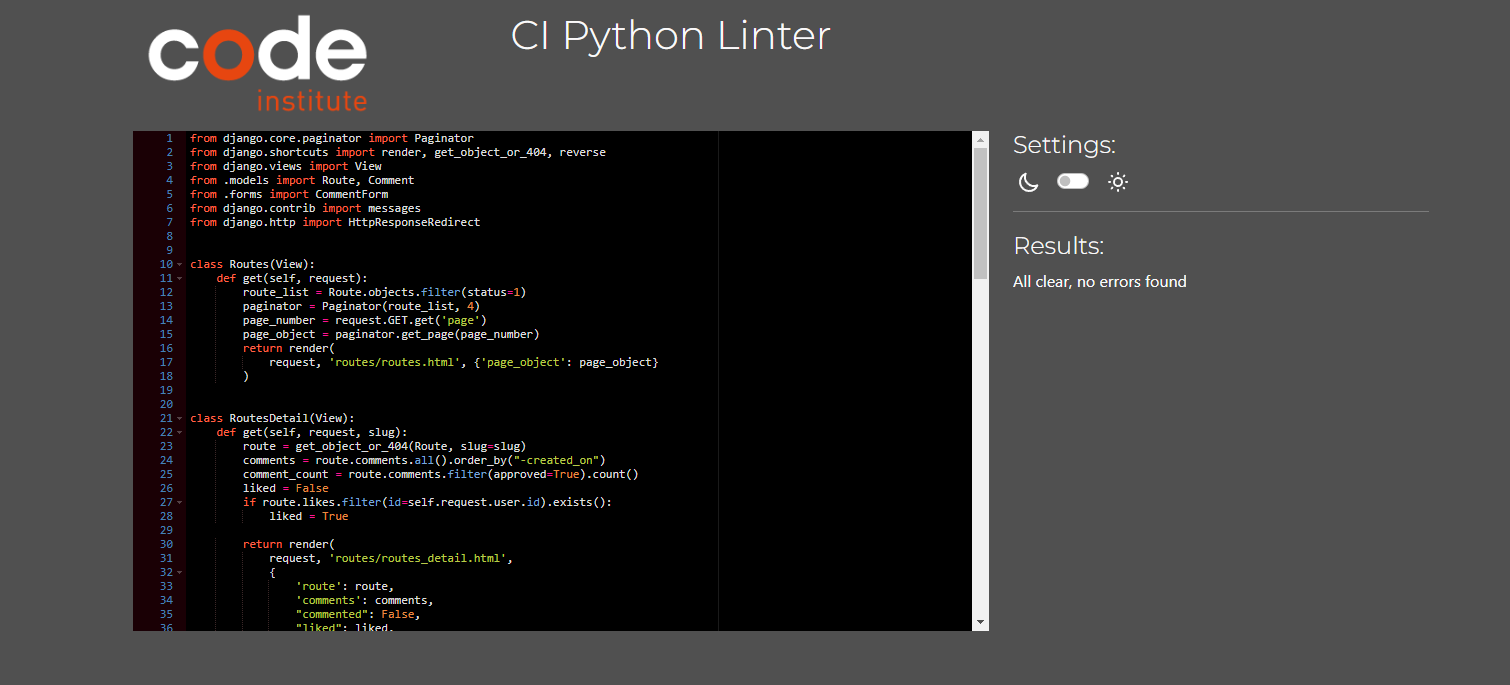 code
institute
CI Python Linter
1 from django.core.paginator import Paginator
2 from django.shortcuts import render, get_object_or_404, reverse
3 from django.views import View
4 from .models import Route, Comment
5 from .forms import CommentForm
6 from django.contrib import messages
7 from django.http import HttpResponseRedirect
8
9
10 class Routes(View):
11     def get(self, request):
12         route_list = Route.objects.filter(status=1)
13         paginator = Paginator(route_list, 4)
14         page_number = request.GET.get('page')
15         page_object = paginator.get_page(page_number)
16         return render(
17             request, 'routes/routes.html', {'page_object': page_object}
18         )
19
20
21 class RoutesDetail(View):
22     def get(self, request, slug):
23         route = get_object_or_404(Route, slug=slug)
24         comments = route.comments.all().order_by("-created_on")
25         comment_count = route.comments.filter(approved=True).count()
26         liked = False
27         if route.likes.filter(id=self.request.user.id).exists():
28             liked = True
29
30         return render(
31             request, 'routes/routes_detail.html',
32             {
33                 'route': route,
34                 'comments': comments,
35                 "commented": False,
36                 "liked": liked,
Settings:
Results:
All clear, no errors found